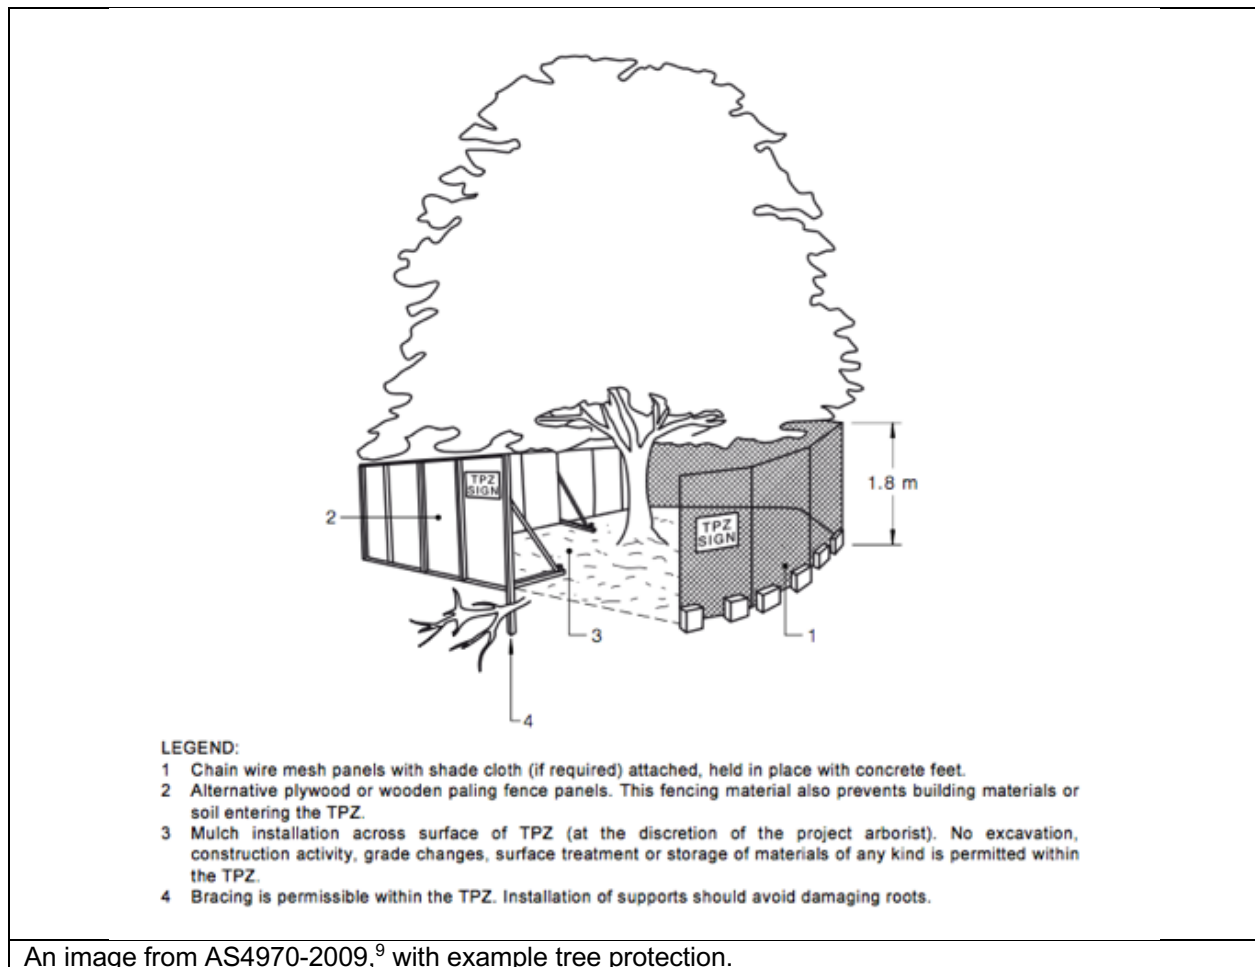 TPZ
SIGN
1.8 m
2
TPZ
SIGN
3
1
4
LEGEND:
1 Chain wire mesh panels with shade cloth (if required) attached, held in place with concrete feet.
2 Alternative plywood or wooden paling fence panels. This fencing material also prevents building materials or
soil entering the TPZ.
3 Mulch installation across surface of TPZ (at the discretion of the project arborist). No excavation,
construction activity, grade changes, surface treatment or storage of materials of any kind is permitted within
the TPZ.
4 Bracing is permissible within the TPZ. Installation of supports should avoid damaging roots.
An image from AS4970-2009,⁹ with example tree protection.